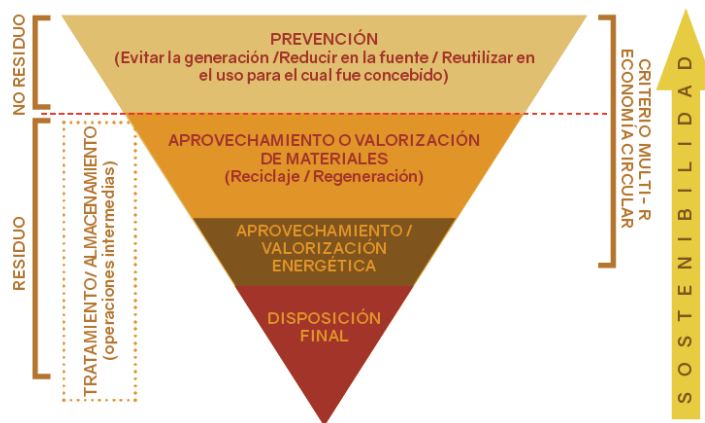 NO RESIDUO
PREVENCIÓN
(Evitar la generación /Reducir en la fuente / Reutilizar en
el uso para el cual fue concebido)
RESIDUO
TRATAMIENTO/ ALMACENAMIENTO
(operaciones intermedias)
APROVECHAMIENTO O VALORIZACIÓN
DE MATERIALES
(Reciclaje / Regeneración)
APROVECHAMIENTO /
VALORIZACIÓN
ENERGÉTICA
DISPOSICIÓN
FINAL
CRITERIO MULTI-R
ECONOMÍA CIRCULAR
SOSTENIBILIDAD